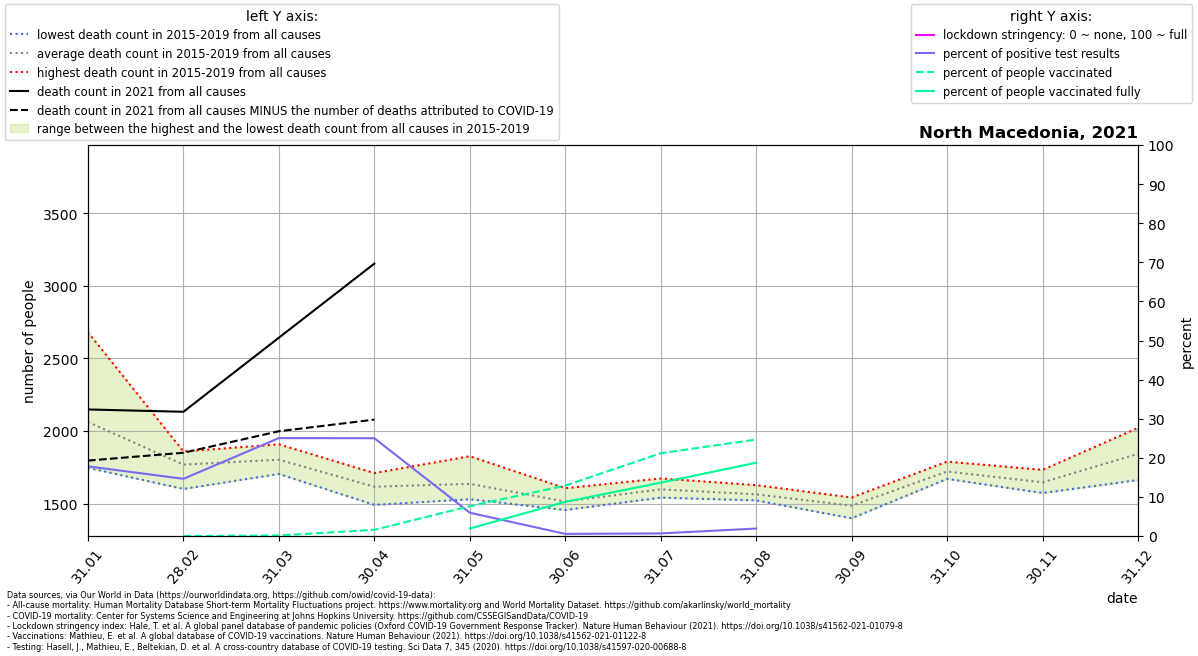 left Y axis:
lowest death count in 2015-2019 from all causes
average death count in 2015-2019 from all causes
highest death count in 2015-2019 from all causes
death count in 2021 from all causes
death count in 2021 from all causes MINUS the number of deaths attributed to COVID-19
range between the highest and the lowest death count from all causes in 2015-2019
right Y axis:
lockdown stringency: 0 ~ none, 100 ~ full
percent of positive test results
percent of people vaccinated
percent of people vaccinated fully
North Macedonia, 2021
number of people
3500
3000
2500
2000
1500
100
90
80
70
60
50
40
30
20
10
0
percent
31.01
28.02
31.03
30.04
31.05
30.06
31.07
31.08
30.09
31.10
30.11
31.12
date
Data sources, via Our World in Data (https://ourworldindata.org, https://github.com/owid/covid-19-data):
- All-cause mortality: Human Mortality Database Short-term Mortality Fluctuations project. https://www.mortality.org and World Mortality Dataset. https://github.com/akarlinsky/world_mortality
- COVID-19 mortality: Center for Systems Science and Engineering at Johns Hopkins University. https://github.com/CSSEGISandData/COVID-19
- Lockdown stringency index: Hale, T. et al. A global panel database of pandemic policies (Oxford COVID-19 Government Response Tracker). Nature Human Behaviour (2021). https://doi.org/10.1038/s41562-021-01079-8
- Vaccinations: Mathieu, E. et al. A global database of COVID-19 vaccinations. Nature Human Behaviour (2021). https://doi.org/10.1038/s41562-021-01122-8
- Testing: Hasell, J., Mathieu, E., Beltekian, D. et al. A cross-country database of COVID-19 testing. Sci Data 7, 345 (2020). https://doi.org/10.1038/s41597-020-00688-8